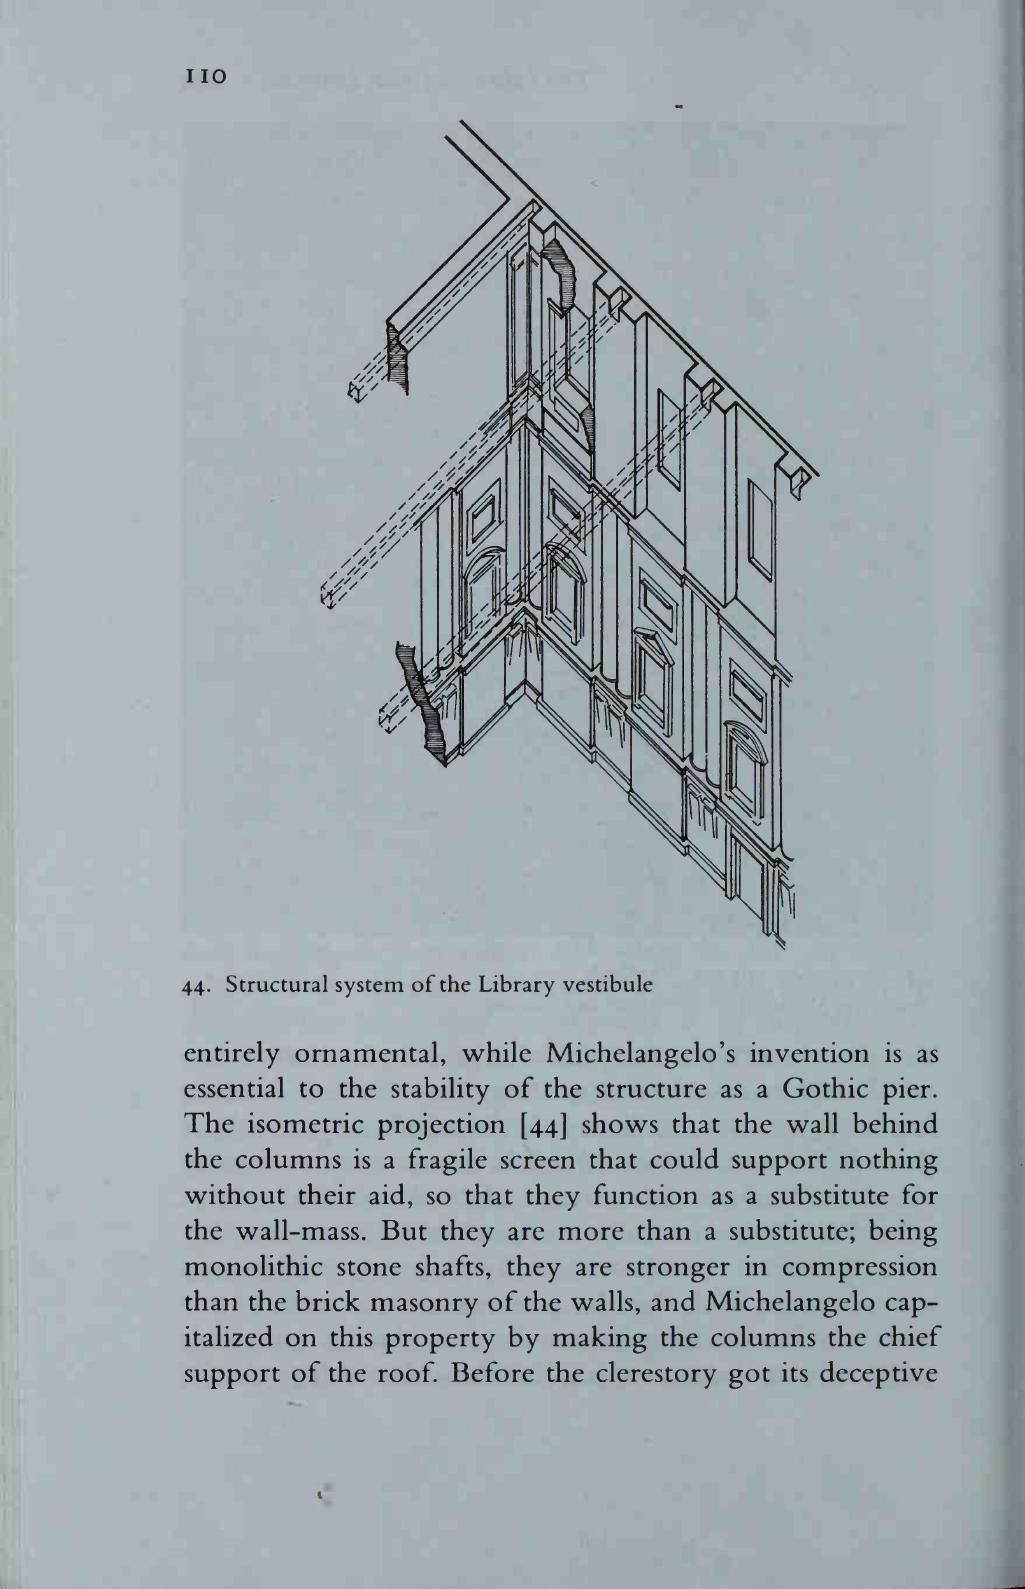 110
44. Structural system of the Library vestibule
entirely ornamental, while Michelangelo's invention is as
essential to the stability of the structure as a Gothic pier.
The isometric projection [44] shows that the wall behind
the columns is a fragile screen that could support nothing
without their aid, so that they function as a substitute for
the wall-mass. But they are more than a substitute; being
monolithic stone shafts, they are stronger in compression
than the brick masonry of the walls, and Michelangelo cap-
italized on this property by making the columns the chief
support of the roof. Before the clerestory got its deceptive